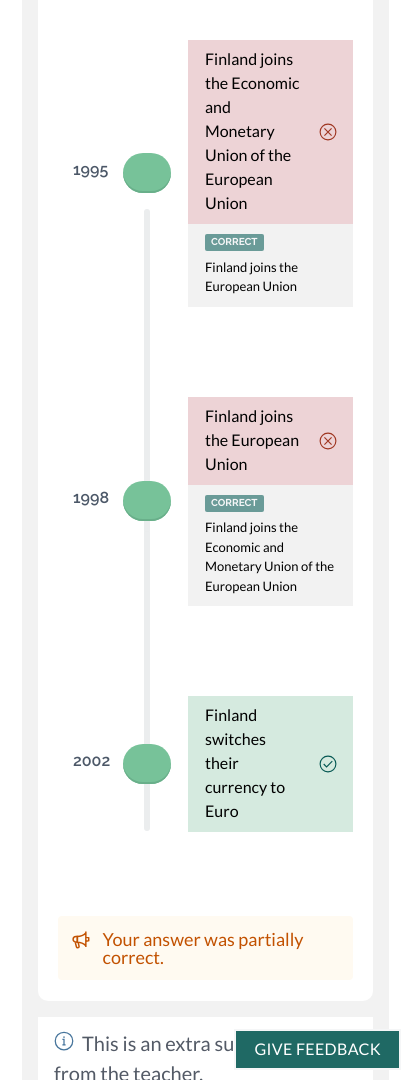 Finland joins
the Economic
and
Monetary
Union of the
European
Union
1995
CORRECT
Finland joins the
European Union
Finland joins
the European
Union
1998
CORRECT
Finland joins the
Economic and
Monetary Union of the
European Union
Finland
switches
their
currency to
Euro
2002
Your answer was partially
correct.
This is an extra su
GIVE FEEDBACK
from the teacher.